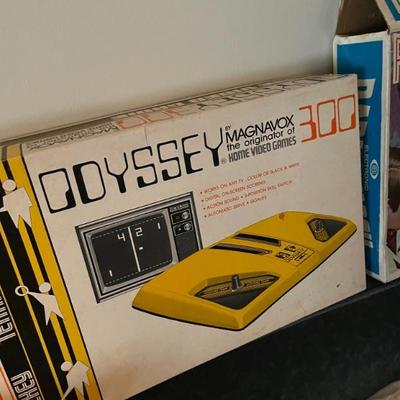 ODYSSEY
BY MAGNAVOX
the originator of
® HOME VIDEO GAMES
300
• WORKS ON ANY TV - COLOR OR BLACK & WHITE
• DIGITAL ON-SCREEN SCORING
• ACTION SOUND • 3-POSITION SKILL SWITCH
• AUTOMATIC SERVE • 3 GAMES
4 2